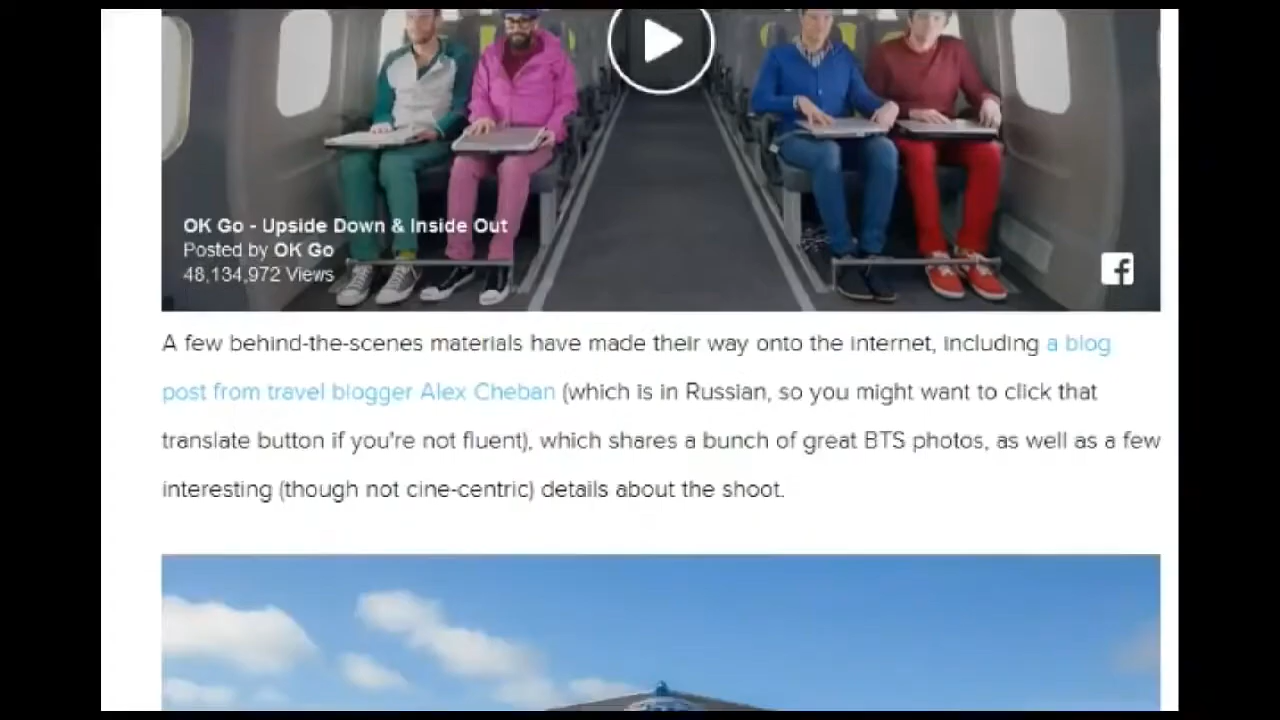 OK Go - Upside Down & Inside Out
Posted by OK Go
48,134,972 Views
A few behind-the-scenes materials have made their way onto the internet, including a blog
post from travel blogger Alex Cheban (which is in Russian, so you might want to click that
translate button if you're not fluent), which shares a bunch of great BTS photos, as well as a few
interesting (though not cine-centric) details about the shoot.